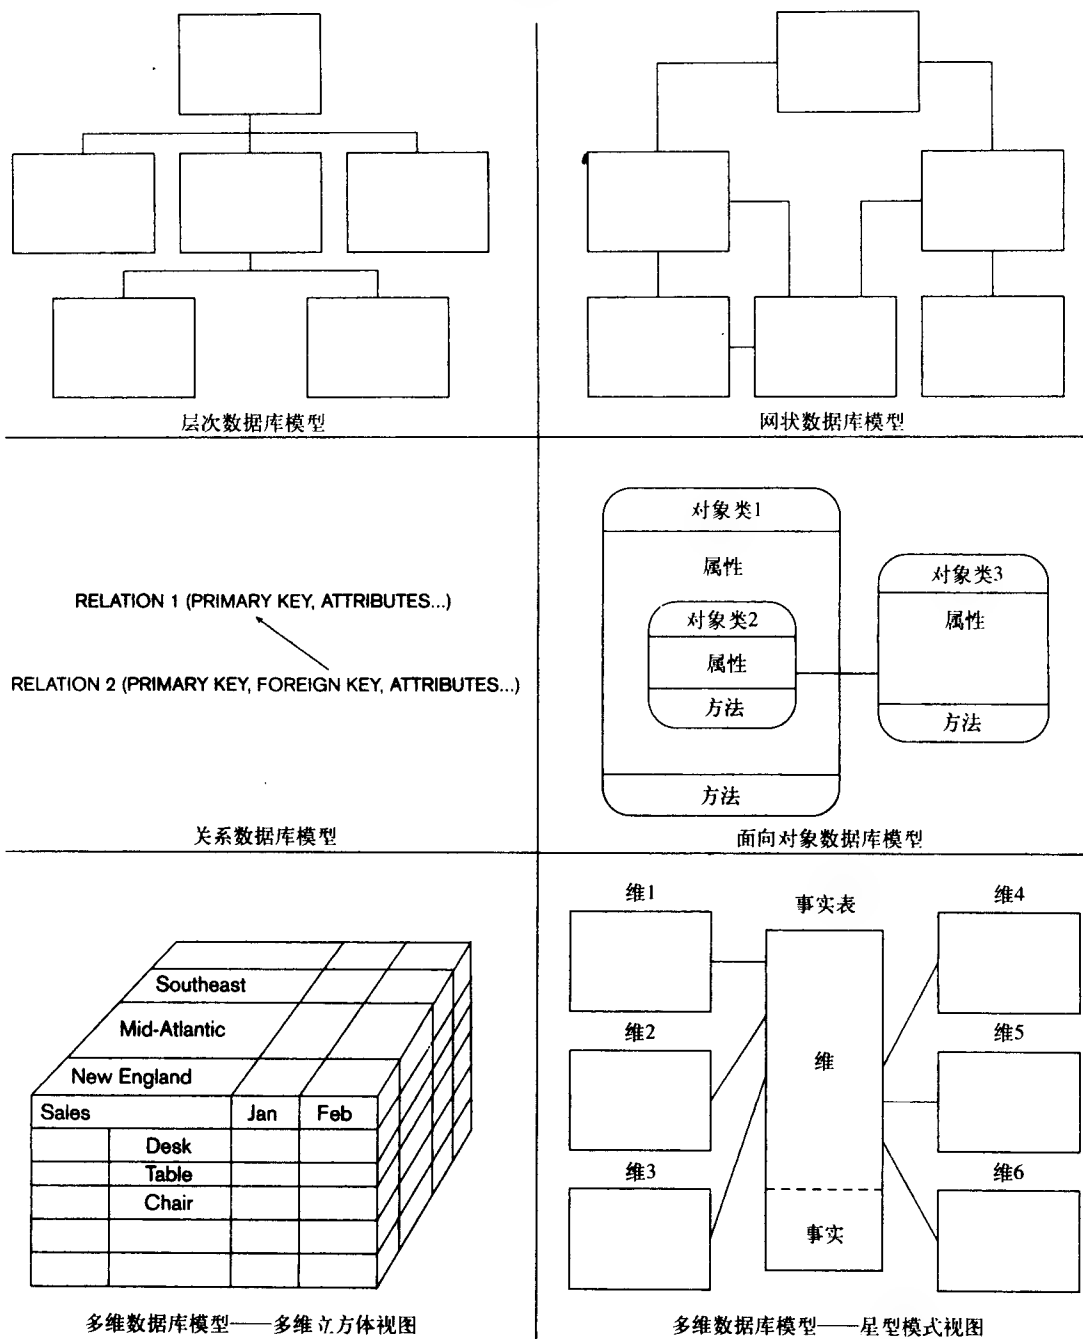 层次数据库模型
网状数据库模型
RELATION 1 (PRIMARY KEY, ATTRIBUTES...)
RELATION 2 (PRIMARY KEY, FOREIGN KEY, ATTRIBUTES...)
关系数据库模型
对象类1
属性
对象类2
属性
方法
方法
对象类3
属性
方法
面向对象数据库模型
Southeast
Mid-Atlantic
New England
Sales Jan Feb
Desk
Table
Chair
多维数据库模型——多维立方体视图
维1
维2
维3
事实表
维
事实
维4
维5
维6
多维数据库模型——星型模式视图